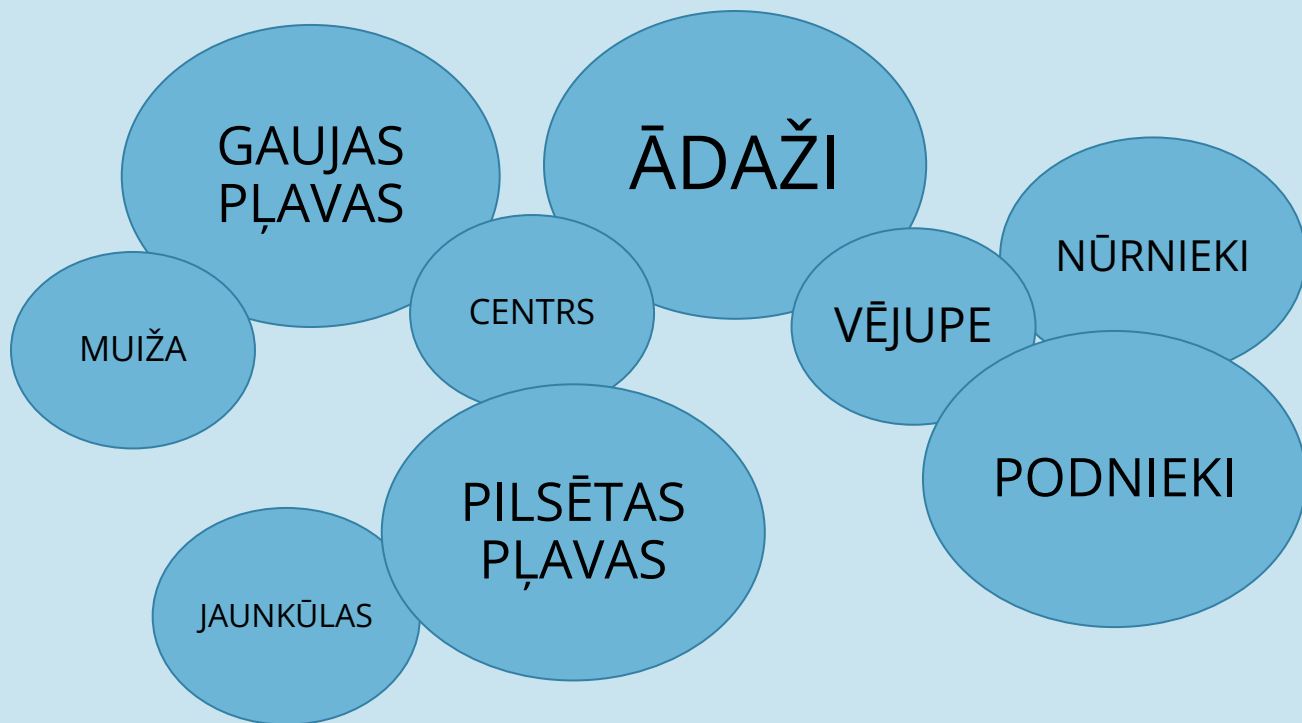 GAUJAS
PĻAVAS
ĀDAŽI
NŪRNIEKI
CENTRS
VĒJUPE
MUIŽA
PODNIEKI
PILSĒTAS
PĻAVAS
JAUNKŪLAS